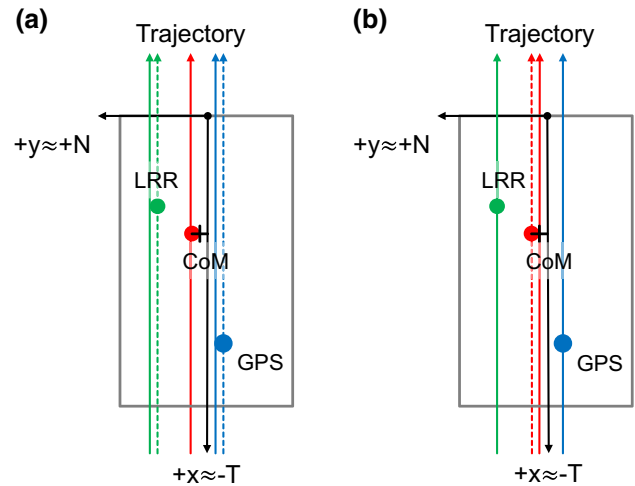 (a)
Trajectory
+y≈+N
LRR
CoM
GPS
+x≈-T
(b)
Trajectory
+y≈+N
LRR
CoM
GPS
+x≈-T